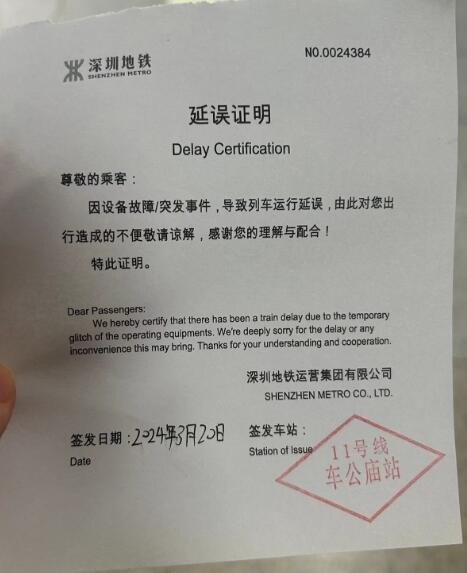 深圳地铁
SHENZHEN METRO
NO.0024384
延误证明
Delay Certification
尊敬的乘客：
因设备故障/突发事件，导致列车运行延误，由此对您出
行造成的不便敬请谅解，感谢您的理解与配合！
特此证明。
Dear Passengers:
We hereby certify that there has been a train delay due to the temporary
glitch of the operating equipments. We're deeply sorry for the delay or any
inconvenience this may bring. Thanks for your understanding and cooperation.
深圳地铁运营集团有限公司
SHENZHEN METRO CO., LTD.
签发日期：2024年3月20日
Date
签发车站：
Station of issue
11号线
车公庙站